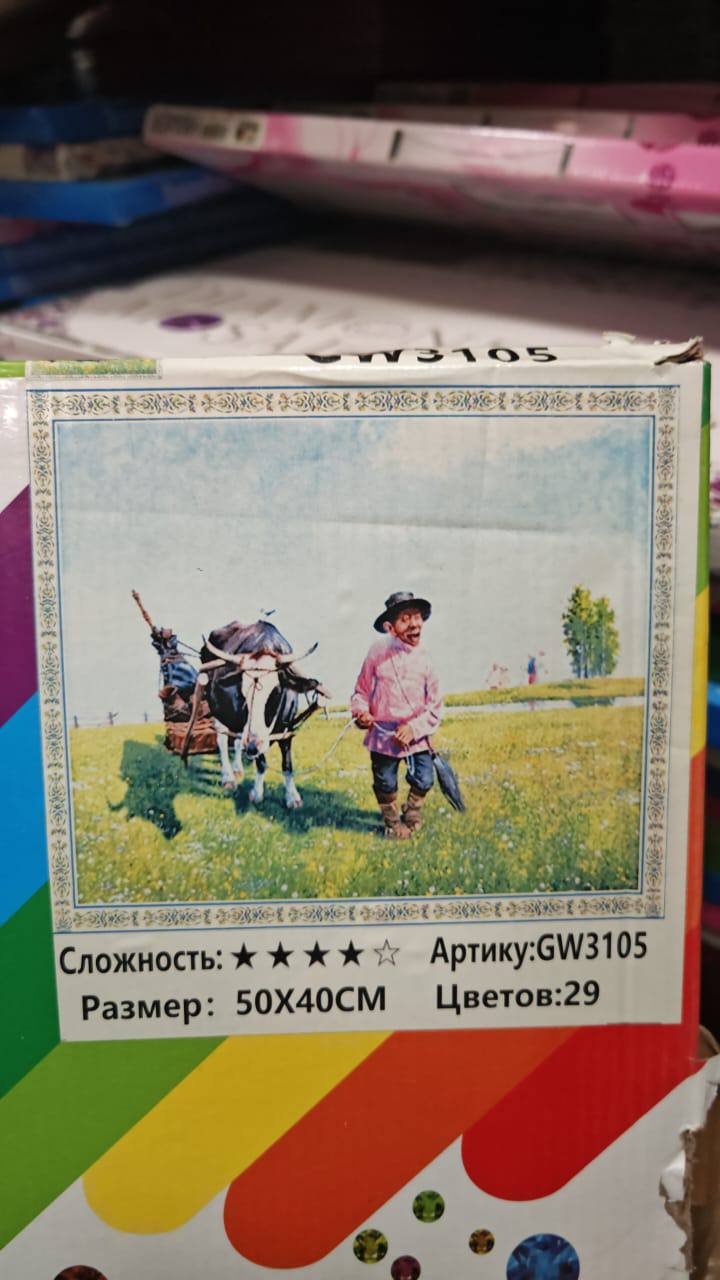 GW3105
Сложность:★★★★☆ Артику:GW3105
Размер: 50X40CM Цветов:29